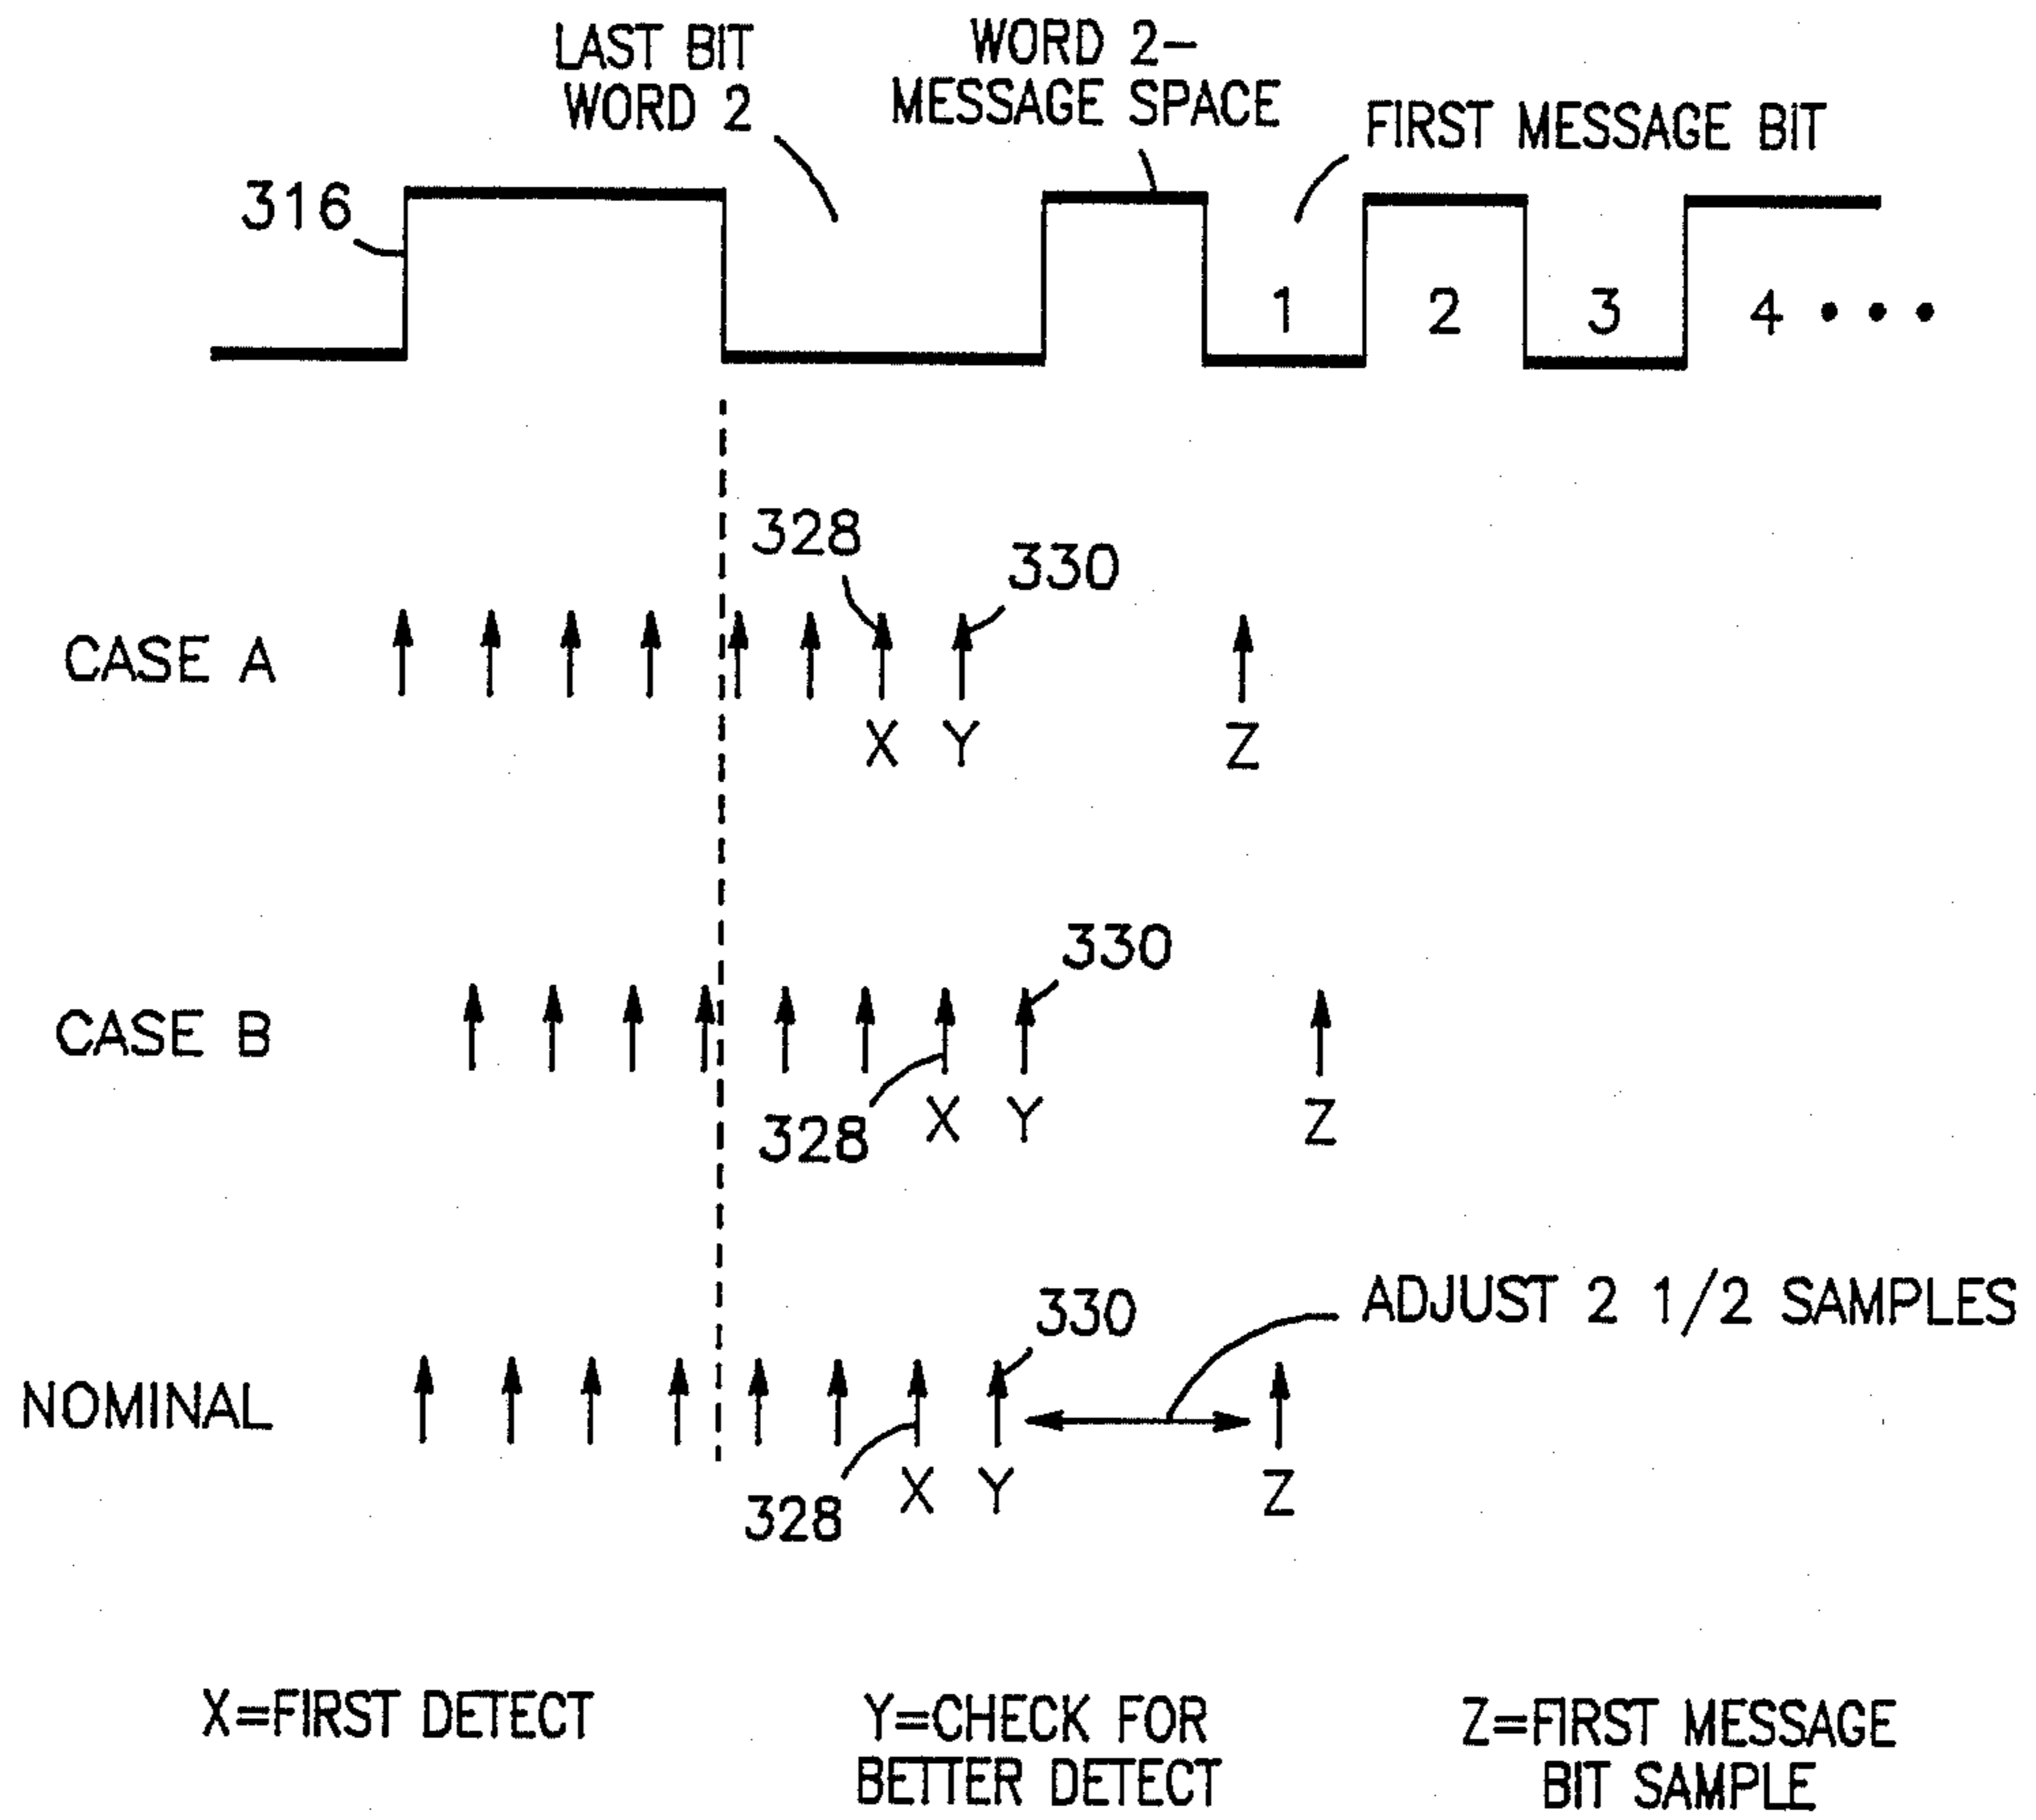 LAST BIT
WORD 2
WORD 2-
MESSAGE SPACE
FIRST MESSAGE BIT
316
1 2 3 4 • • •
328
330
CASE A
X Y Z
330
CASE B
328
X Y Z
330
ADJUST 2 1/2 SAMPLES
NOMINAL
328
X Y Z
X=FIRST DETECT
Y=CHECK FOR
BETTER DETECT
Z=FIRST MESSAGE
BIT SAMPLE